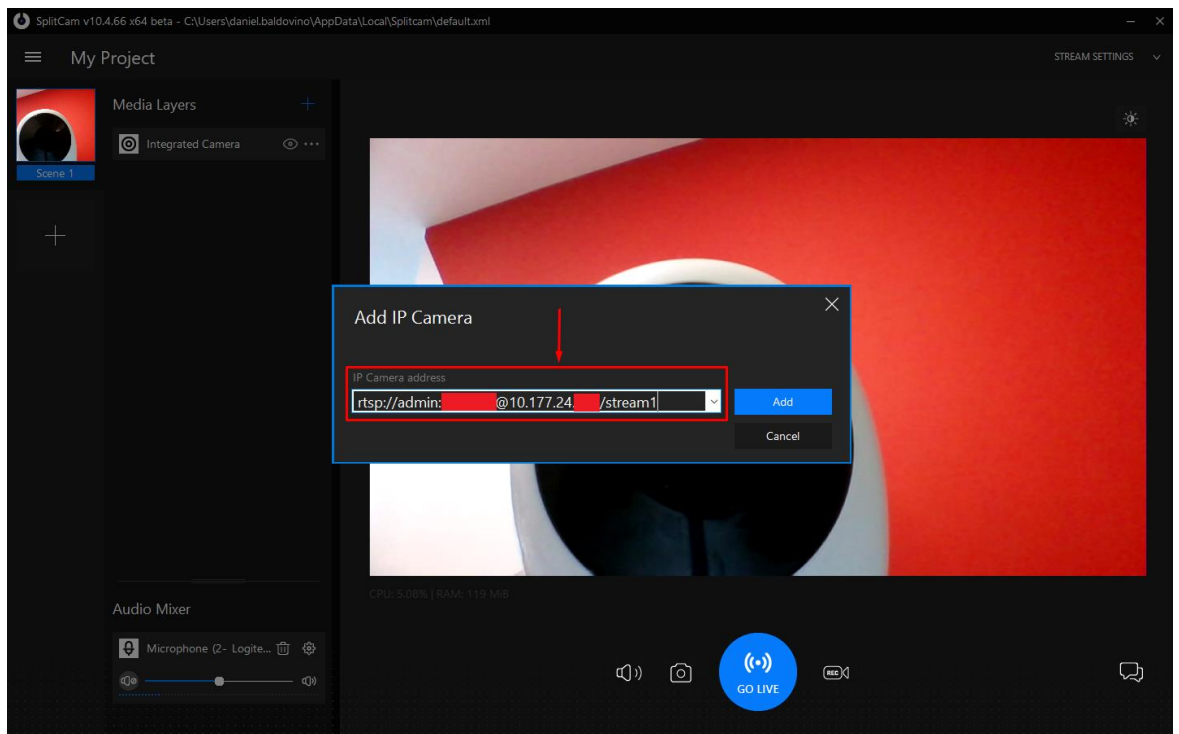 SplitCam v10.4.66 x64 beta - C:\Users\daniel.baldovino\AppData\Local\Splitcam\default.xml
My Project
STREAM SETTINGS
Media Layers
Integrated Camera
Scene 1
Add IP Camera
IP Camera address
rtsp://admin: @10.177.24. /stream1
Add
Cancel
CPU: 5.08% | RAM: 119 MiB
Audio Mixer
Microphone (2- Logite...
REC
GO LIVE